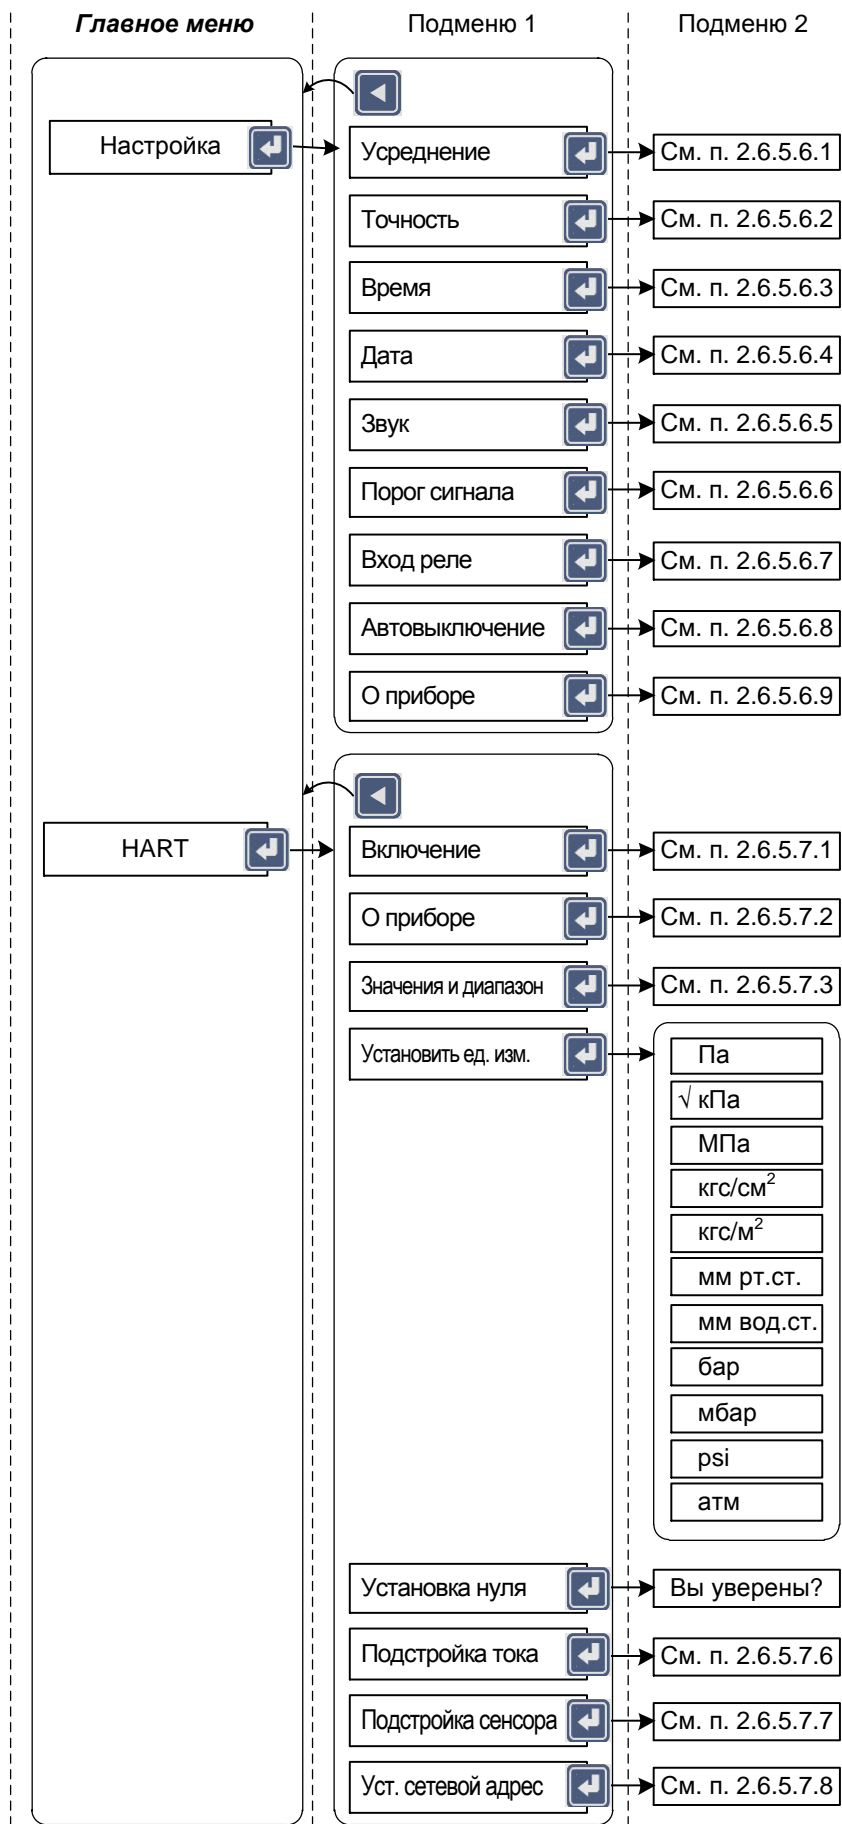 Главное меню Подменю 1 Подменю 2
Настройка
Усреднение См. п. 2.6.5.6.1
Точность См. п. 2.6.5.6.2
Время См. п. 2.6.5.6.3
Дата См. п. 2.6.5.6.4
Звук См. п. 2.6.5.6.5
Порог сигнала См. п. 2.6.5.6.6
Вход реле См. п. 2.6.5.6.7
Автовыключение См. п. 2.6.5.6.8
О приборе См. п. 2.6.5.6.9
HART
Включение См. п. 2.6.5.7.1
О приборе См. п. 2.6.5.7.2
Значения и диапазон См. п. 2.6.5.7.3
Установить ед. изм.
Па
√ кПа
МПа
кгс/см²
кгс/м²
мм рт.ст.
мм вод.ст.
бар
мбар
psi
атм
Установка нуля Вы уверены?
Подстройка тока См. п. 2.6.5.7.6
Подстройка сенсора См. п. 2.6.5.7.7
Уст. сетевой адрес См. п. 2.6.5.7.8